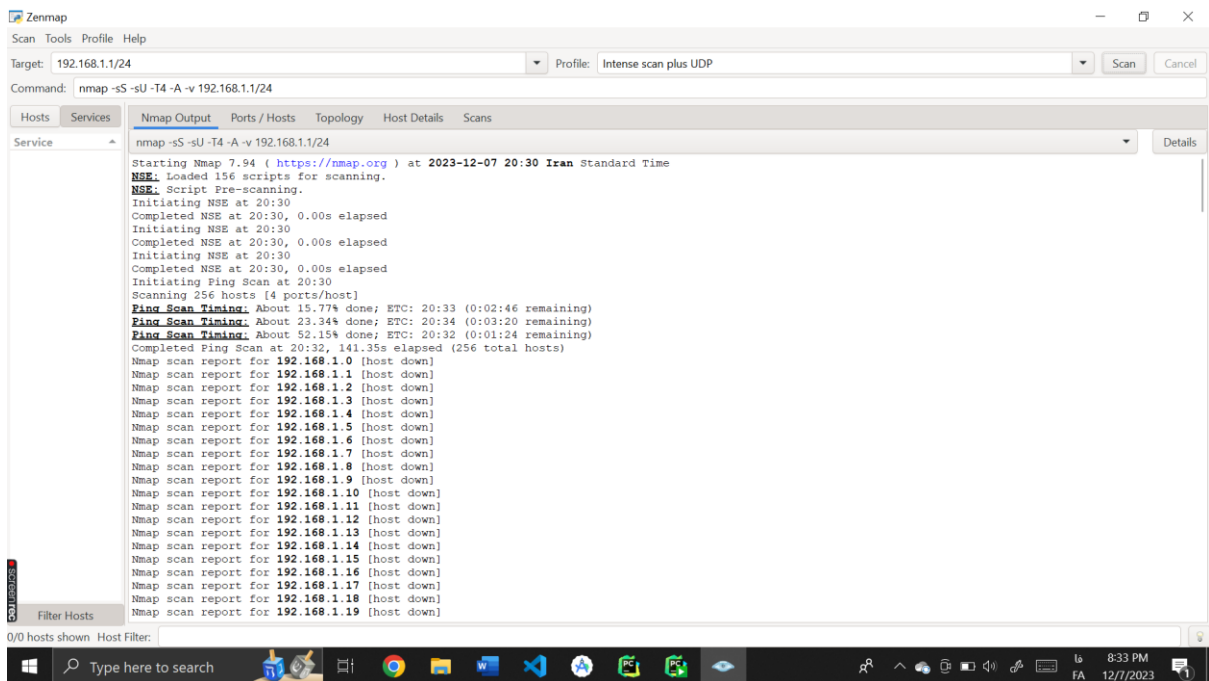 Zenmap
Scan Tools Profile Help
Target: 192.168.1.1/24 Profile: Intense scan plus UDP Scan Cancel
Command: nmap -sS -sU -T4 -A -v 192.168.1.1/24
Hosts Services Nmap Output Ports / Hosts Topology Host Details Scans
Service nmap -sS -sU -T4 -A -v 192.168.1.1/24 Details
Starting Nmap 7.94 ( https://nmap.org ) at 2023-12-07 20:30 Iran Standard Time
NSE: Loaded 156 scripts for scanning.
NSE: Script Pre-scanning.
Initiating NSE at 20:30
Completed NSE at 20:30, 0.00s elapsed
Initiating NSE at 20:30
Completed NSE at 20:30, 0.00s elapsed
Initiating NSE at 20:30
Completed NSE at 20:30, 0.00s elapsed
Initiating Ping Scan at 20:30
Scanning 256 hosts [4 ports/host]
Ping Scan Timing: About 15.77% done; ETC: 20:33 (0:02:46 remaining)
Ping Scan Timing: About 23.34% done; ETC: 20:34 (0:03:20 remaining)
Ping Scan Timing: About 52.15% done; ETC: 20:32 (0:01:24 remaining)
Completed Ping Scan at 20:32, 141.35s elapsed (256 total hosts)
Nmap scan report for 192.168.1.0 [host down]
Nmap scan report for 192.168.1.1 [host down]
Nmap scan report for 192.168.1.2 [host down]
Nmap scan report for 192.168.1.3 [host down]
Nmap scan report for 192.168.1.4 [host down]
Nmap scan report for 192.168.1.5 [host down]
Nmap scan report for 192.168.1.6 [host down]
Nmap scan report for 192.168.1.7 [host down]
Nmap scan report for 192.168.1.8 [host down]
Nmap scan report for 192.168.1.9 [host down]
Nmap scan report for 192.168.1.10 [host down]
Nmap scan report for 192.168.1.11 [host down]
Nmap scan report for 192.168.1.12 [host down]
Nmap scan report for 192.168.1.13 [host down]
Nmap scan report for 192.168.1.14 [host down]
Nmap scan report for 192.168.1.15 [host down]
Nmap scan report for 192.168.1.16 [host down]
Nmap scan report for 192.168.1.17 [host down]
Nmap scan report for 192.168.1.18 [host down]
Nmap scan report for 192.168.1.19 [host down]
screenrec
Filter Hosts
0/0 hosts shown Host Filter:
Type here to search
W
PC
PC
فا
FA
8:33 PM
12/7/2023
1